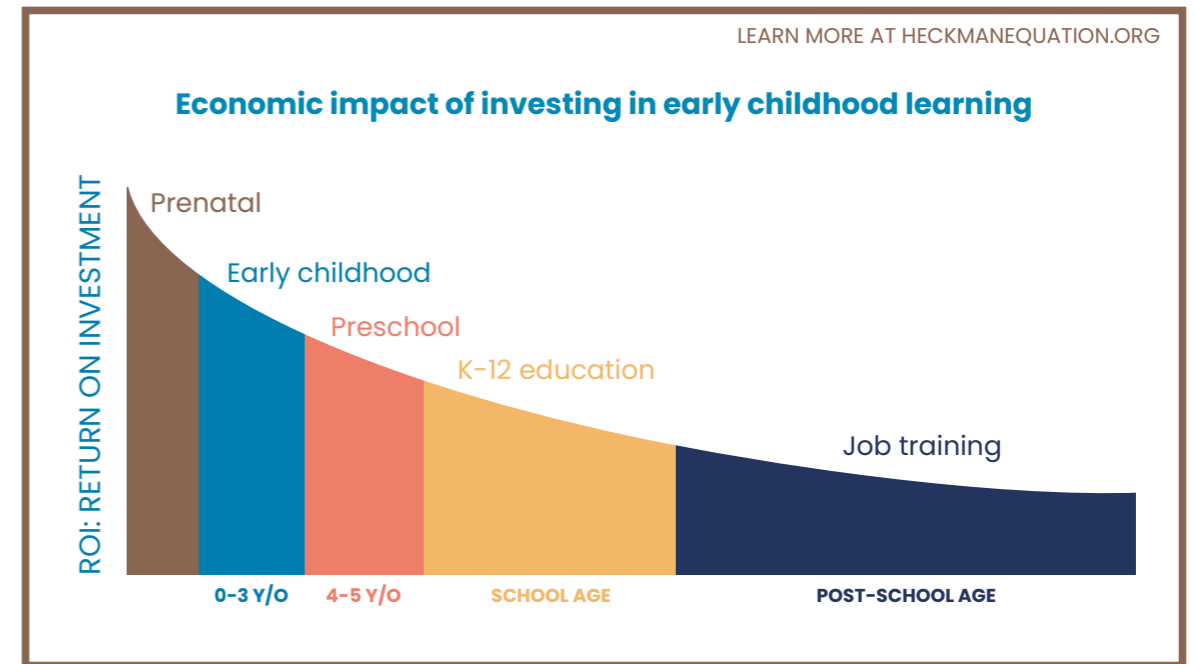 LEARN MORE AT HECKMANEQUATION.ORG
Economic impact of investing in early childhood learning
ROI: RETURN ON INVESTMENT
Prenatal
Early childhood
Preschool
K-12 education
Job training
0-3 Y/O
4-5 Y/O
SCHOOL AGE
POST-SCHOOL AGE